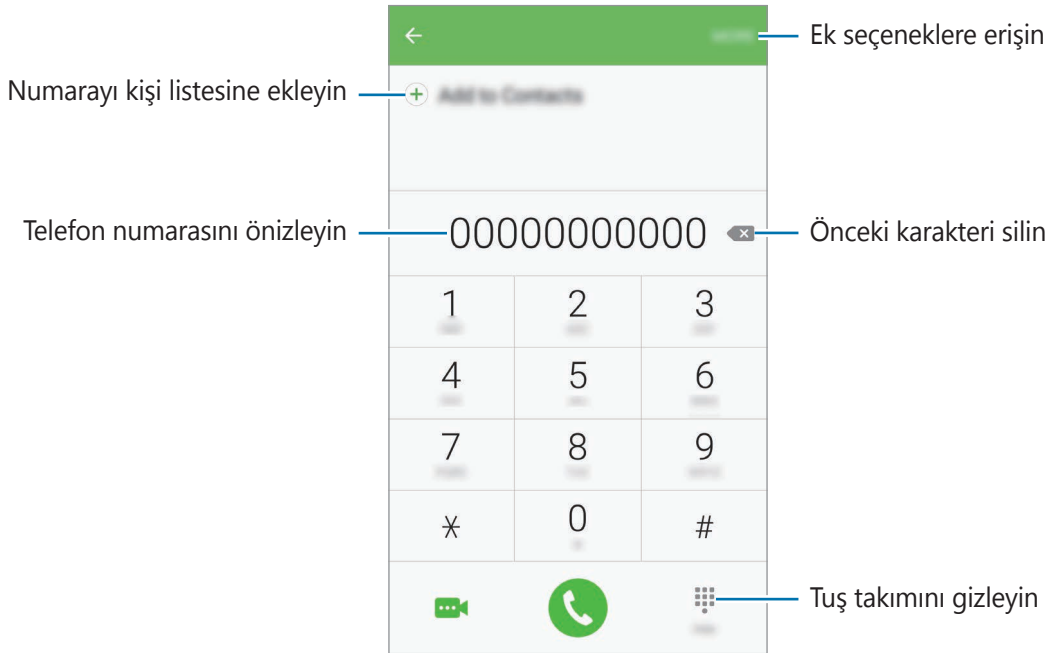 Ek seçeneklere erişin
Numarayı kişi listesine ekleyin
Add to Contacts
Telefon numarasını önizleyin
00000000000
Önceki karakteri silin
1 2 3
4 5 6
7 8 9
* 0 #
Tuş takımını gizleyin